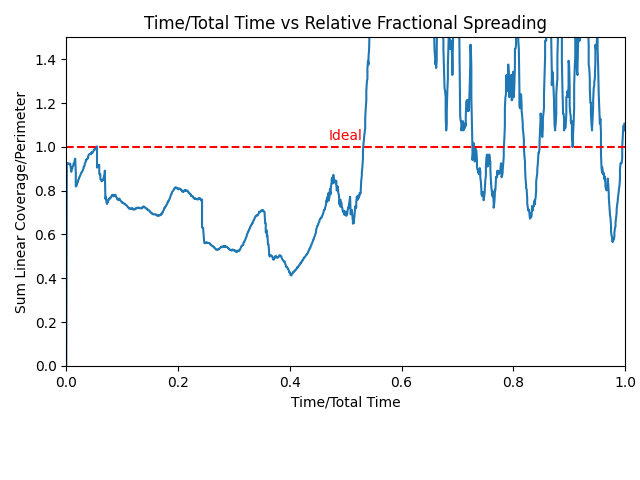 Time/Total Time vs Relative Fractional Spreading
Sum Linear Coverage/Perimeter
1.4
1.2
1.0
0.8
0.6
0.4
0.2
0.0
Ideal
0.0 0.2 0.4 0.6 0.8 1.0
Time/Total Time